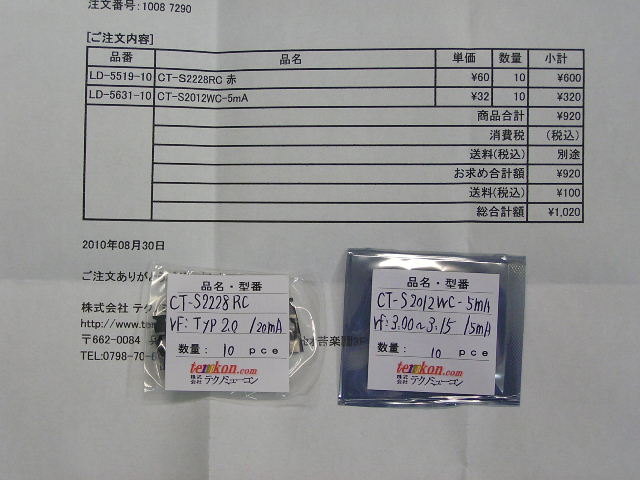 注文番号:1008 7290
[ご注文内容]
品番 品名 単価 数量 小計
LD-5519-10 CT-S2228RC 赤 ¥60 10 ¥600
LD-5631-10 CT-S2012WC-5mA ¥32 10 ¥320
商品合計 ¥920
消費税 (税込)
送料(税込) 別途
お求め合計額 ¥920
送料(税込) ¥100
総合計額 ¥1,020
2010年08月30日
ご注文ありが
株式会社 テクノミ
http://www.tem
〒662-0084
TEL:0798-70-6
品名・型番
CT-S2228RC
VF: TYP 2.0 /20mA
数量: 10 pce
temkon.com
株式会社 テクノミューコン
品名・型番
CT-S2012WC-5mA
Vf:3.00~3.15 /5mA
数量: 10 pce
temkon.com
株式会社 テクノミューコン